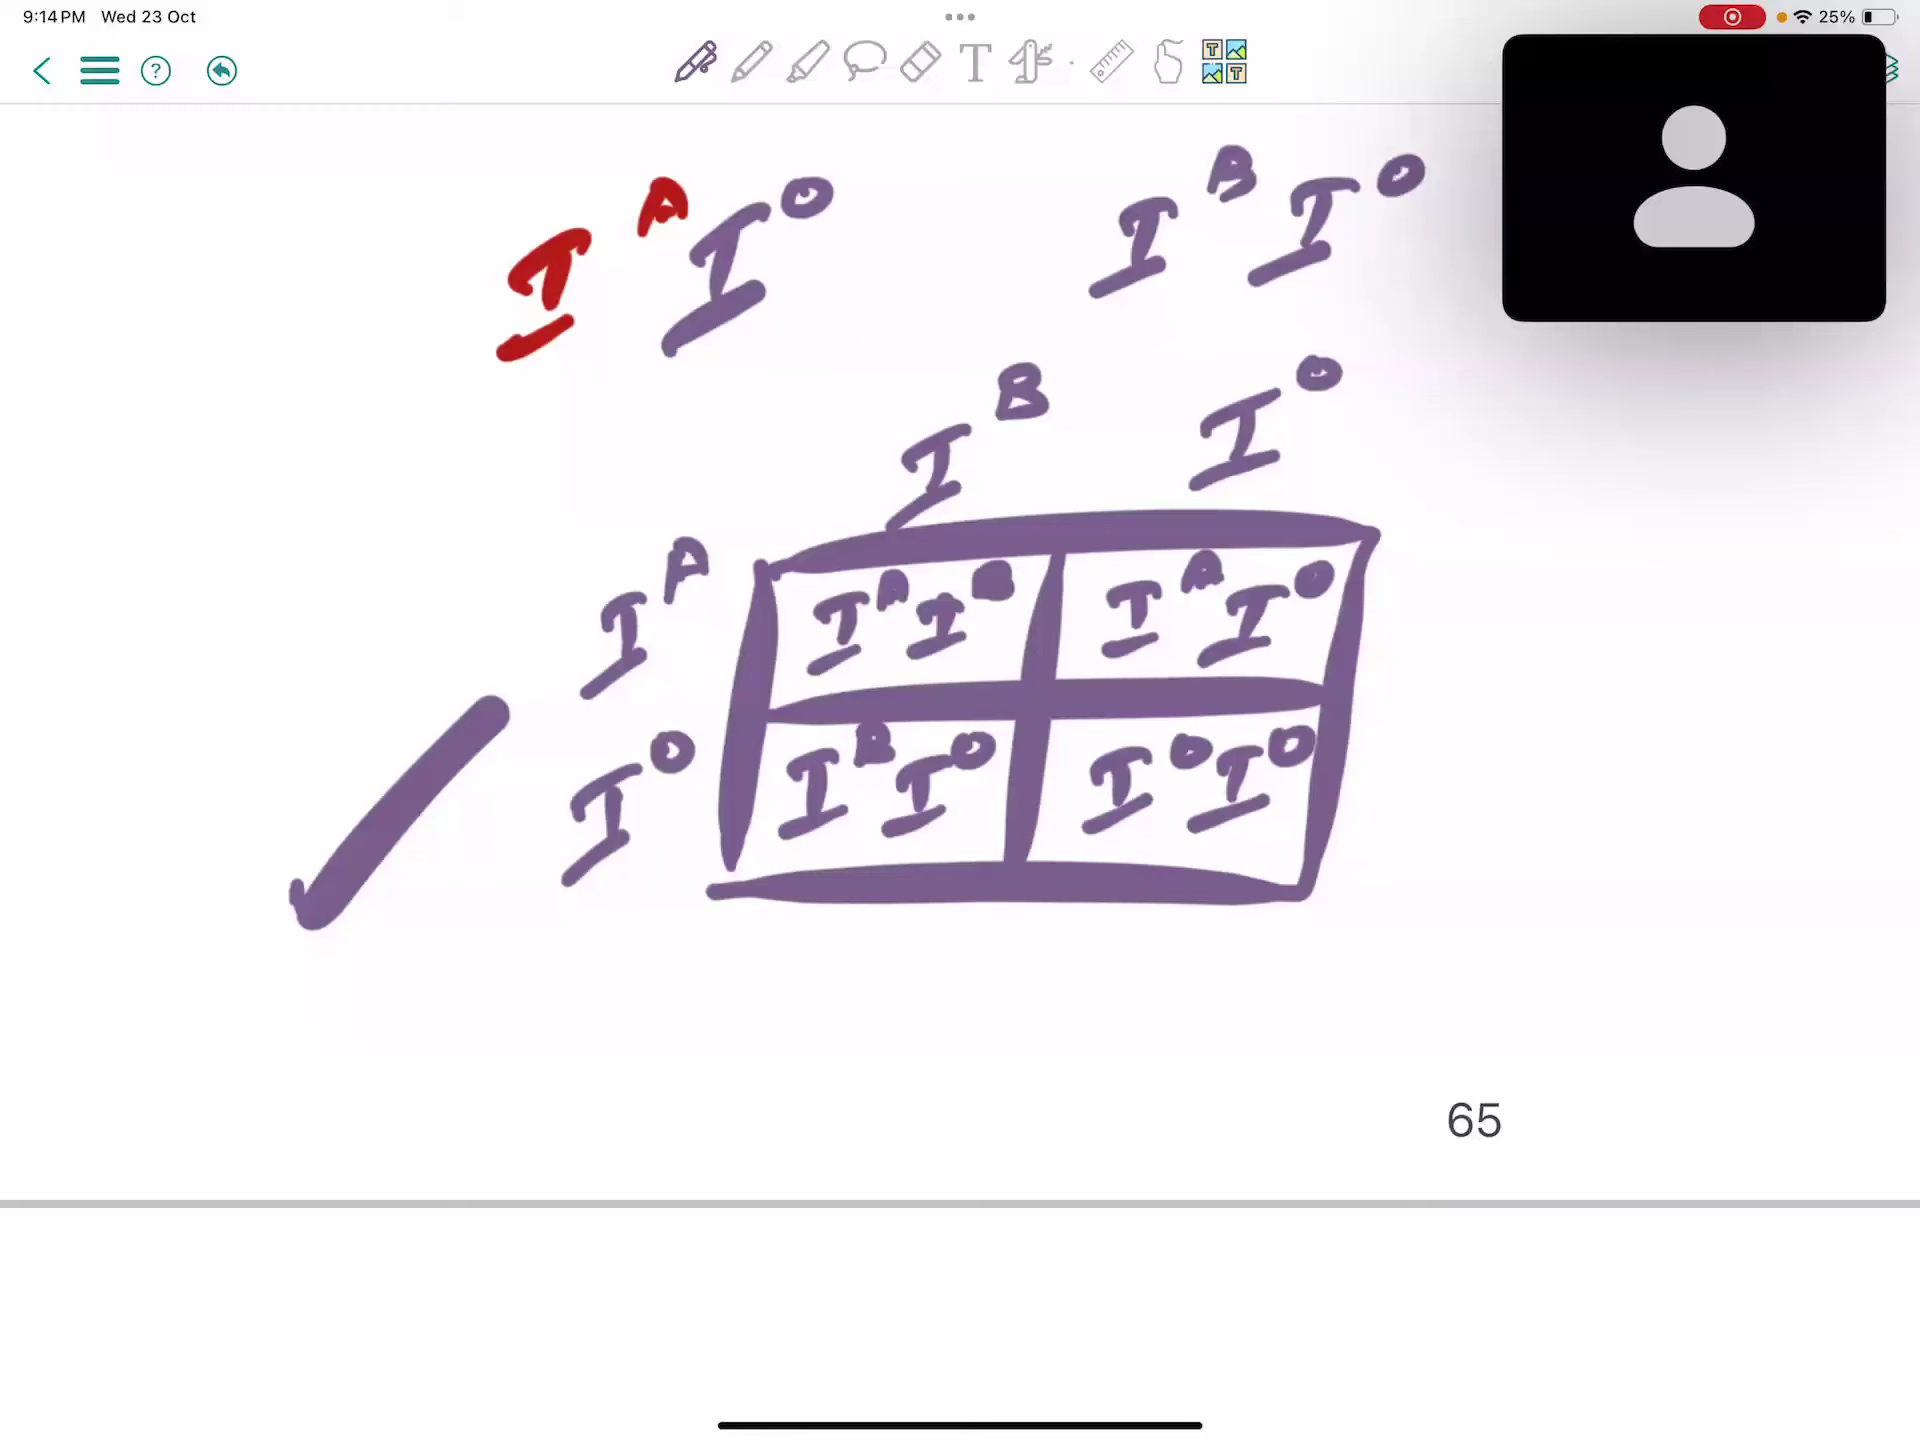 9:14 PM Wed 23 Oct
25%
I^A I^O I^B I^O
I^B I^O
I^A I^A I^B I^A I^O
I^O I^B I^O I^O I^O
65